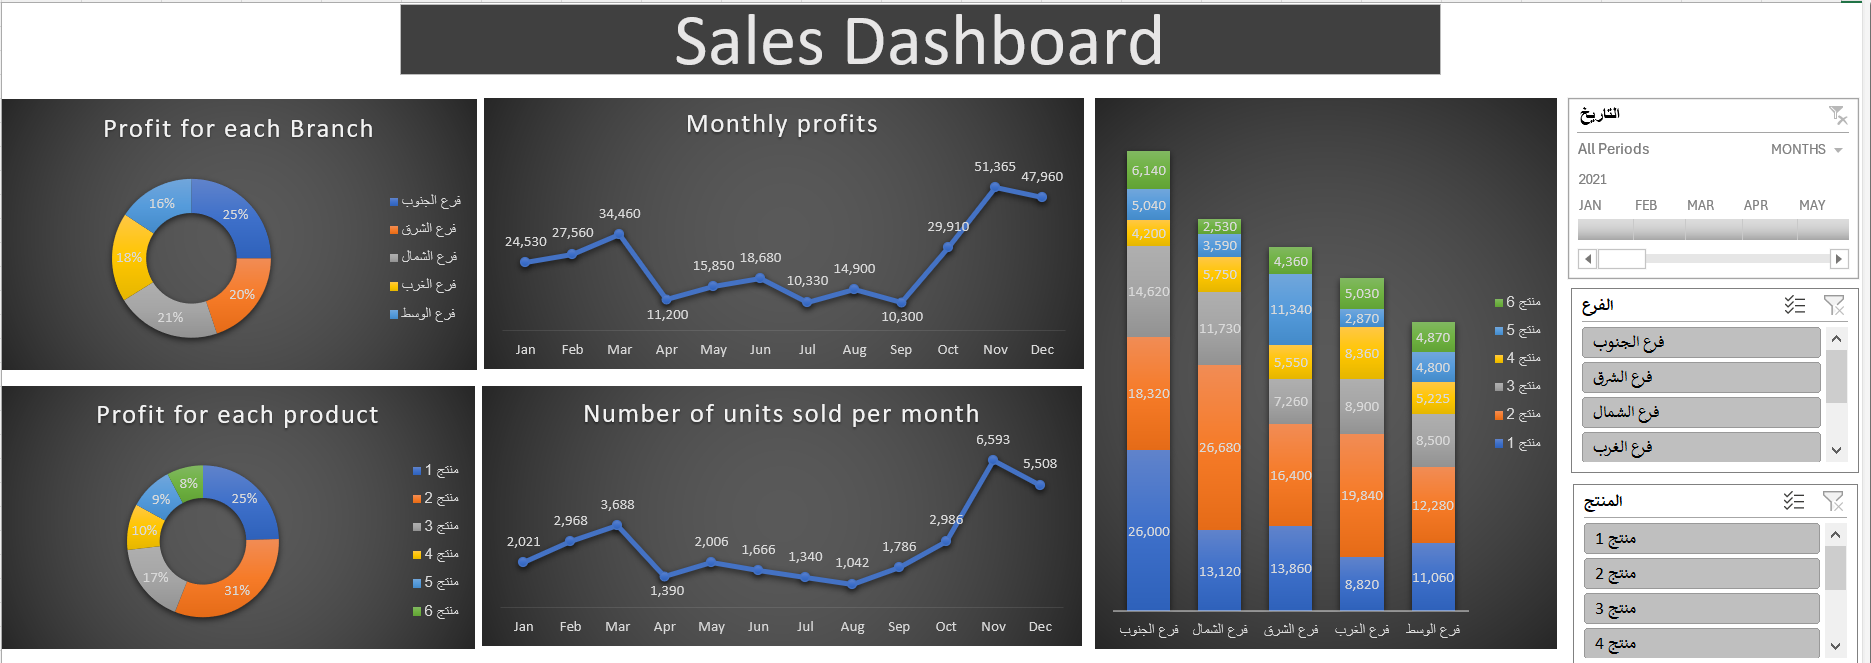 Sales Dashboard
Profit for each Branch
25%
20%
21%
18%
16%
فرع الجنوب
فرع الشرق
فرع الشمال
فرع الغرب
فرع الوسط
Monthly profits
24,530
27,560
34,460
11,200
15,850
18,680
10,330
14,900
10,300
29,910
51,365
47,960
Jan Feb Mar Apr May Jun Jul Aug Sep Oct Nov Dec
Profit for each product
25%
31%
17%
10%
9%
8%
منتج 1
منتج 2
منتج 3
منتج 4
منتج 5
منتج 6
Number of units sold per month
2,021
2,968
3,688
1,390
2,006
1,666
1,340
1,042
1,786
2,986
6,593
5,508
Jan Feb Mar Apr May Jun Jul Aug Sep Oct Nov Dec
6,140
5,040
4,200
14,620
18,320
26,000
2,530
3,590
5,750
11,730
26,680
13,120
4,360
11,340
5,550
7,260
16,400
13,860
5,030
2,870
8,360
8,900
19,840
8,820
4,870
4,800
5,225
8,500
12,280
11,060
فرع الجنوب
فرع الشمال
فرع الشرق
فرع الغرب
فرع الوسط
منتج 6
منتج 5
منتج 4
منتج 3
منتج 2
منتج 1
التاريخ
All Periods
MONTHS
2021
JAN FEB MAR APR MAY
الفرع
فرع الجنوب
فرع الشرق
فرع الشمال
فرع الغرب
المنتج
منتج 1
منتج 2
منتج 3
منتج 4